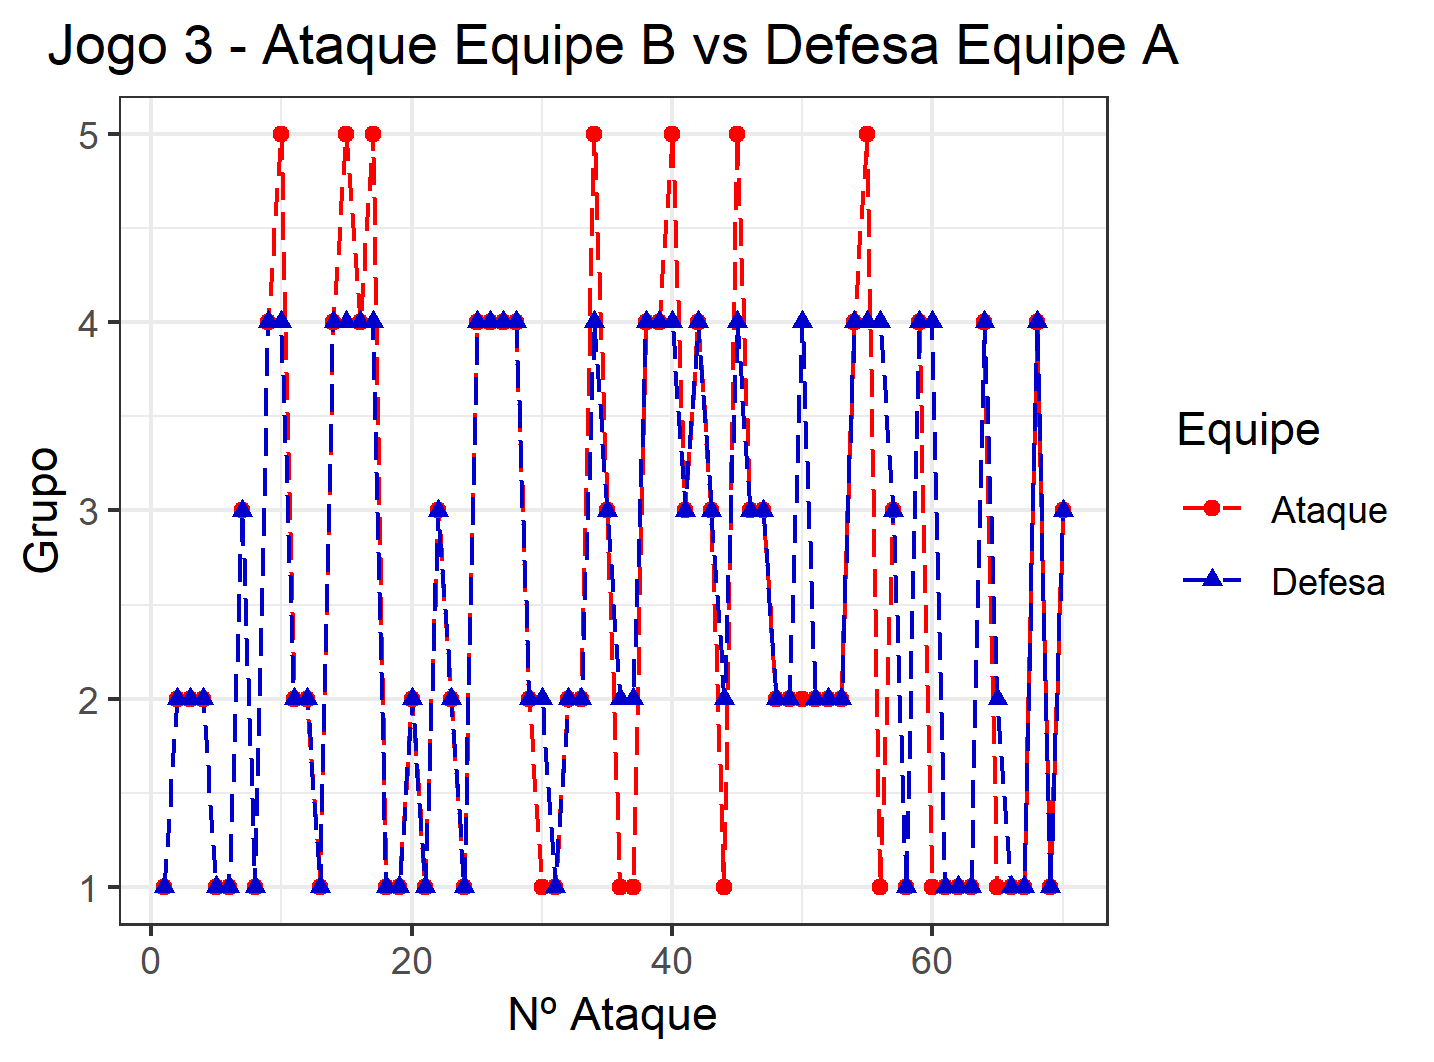 Jogo 3 - Ataque Equipe B vs Defesa Equipe A
5
4
3
2
1
Grupo
0
20
40
60
Nº Ataque
Equipe
Ataque
Defesa